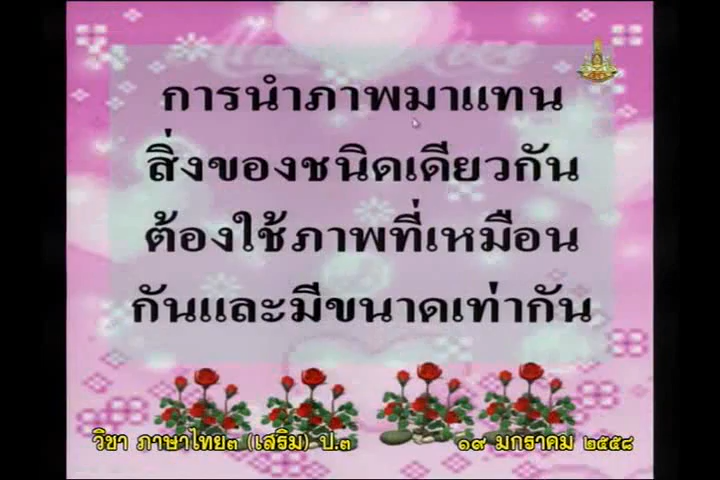 การนำภาพมาแทน
สิ่งของชนิดเดียวกัน
ต้องใช้ภาพที่เหมือน
กันและมีขนาดเท่ากัน
วิชา ภาษาไทย๓ (เสริม) ป.๓
๑๙ มกราคม ๒๕๕๘